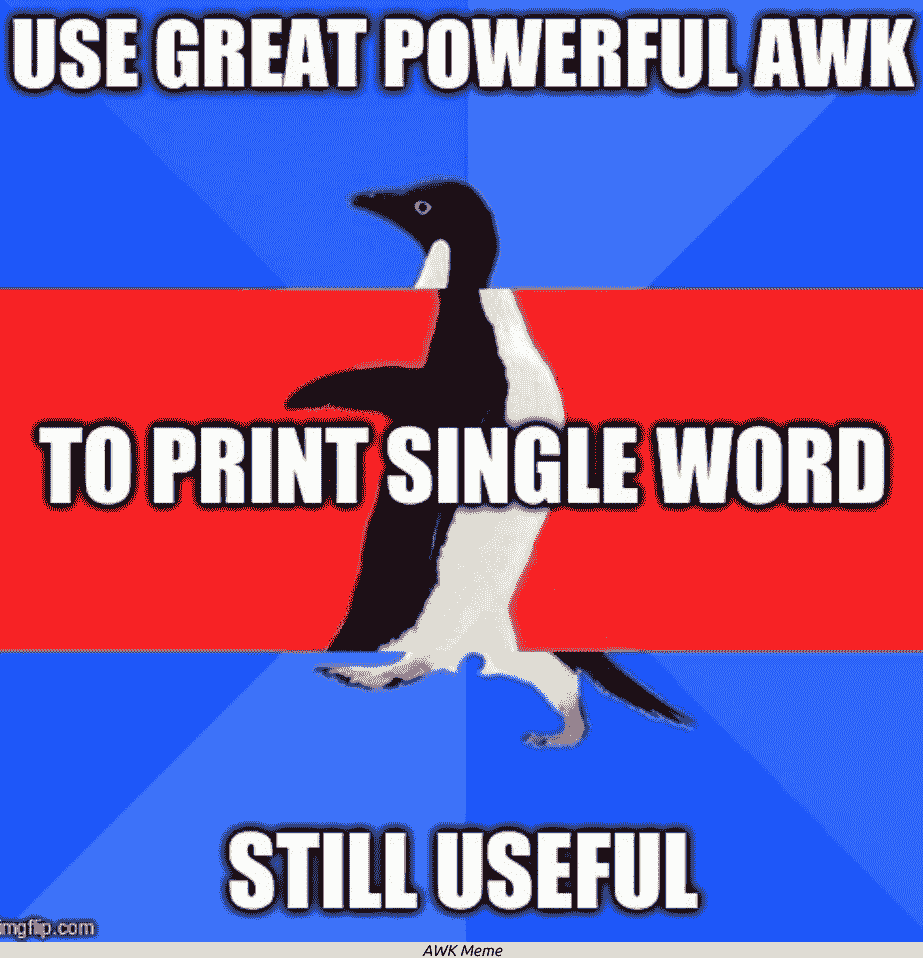 USE GREAT POWERFUL AWK
TO PRINT SINGLE WORD
STILL USEFUL
imgflip.com
AWK Meme